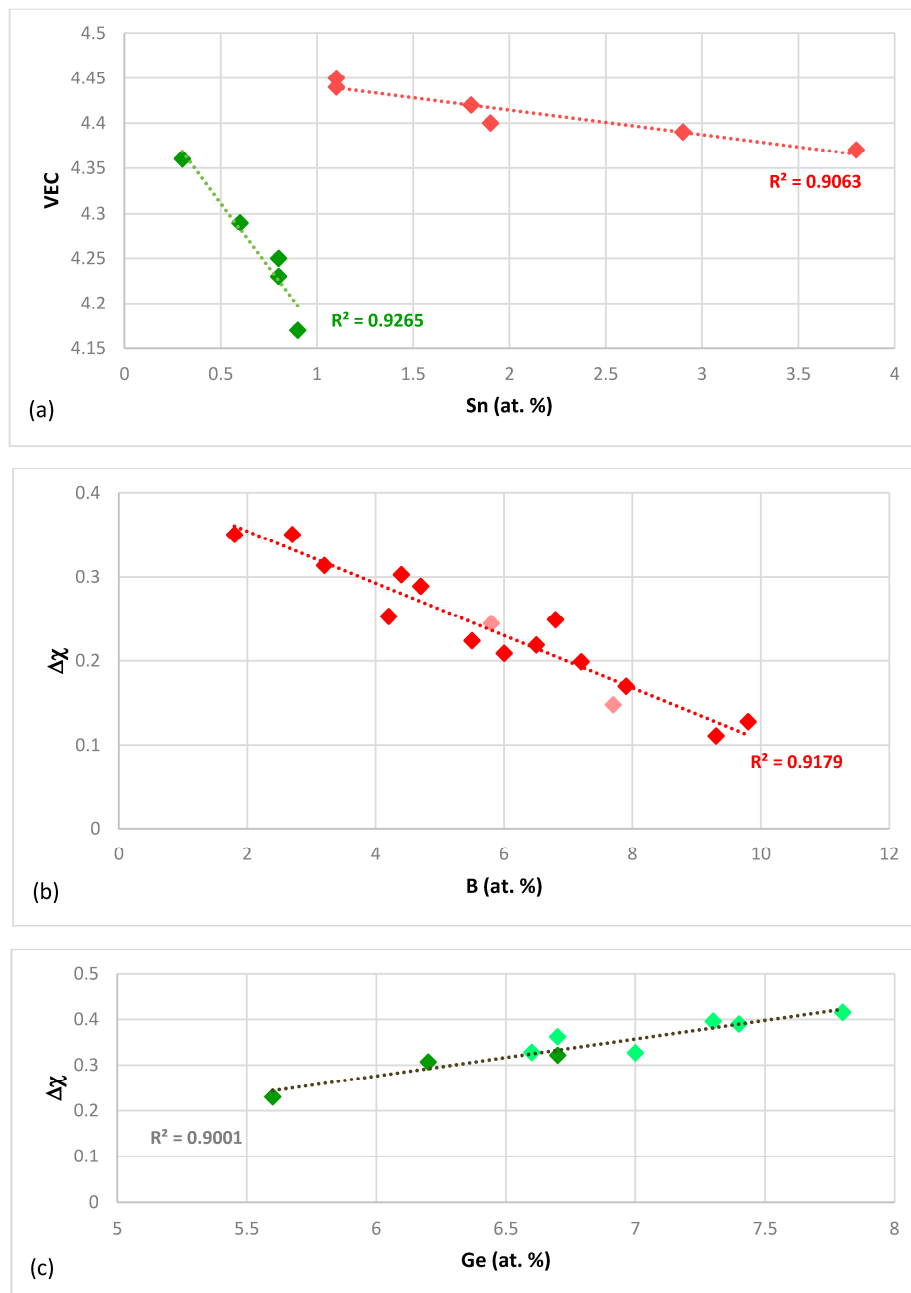 4.5
4.45
4.4
4.35
4.3
4.25
4.2
4.15
VEC
R² = 0.9063
R² = 0.9265
0 0.5 1 1.5 2 2.5 3 3.5 4
Sn (at. %)
(a)
0.4
0.3
0.2
0.1
0
Δχ
R² = 0.9179
0 2 4 6 8 10 12
B (at. %)
(b)
0.5
0.4
0.3
0.2
0.1
0
Δχ
R² = 0.9001
5 5.5 6 6.5 7 7.5 8
Ge (at. %)
(c)